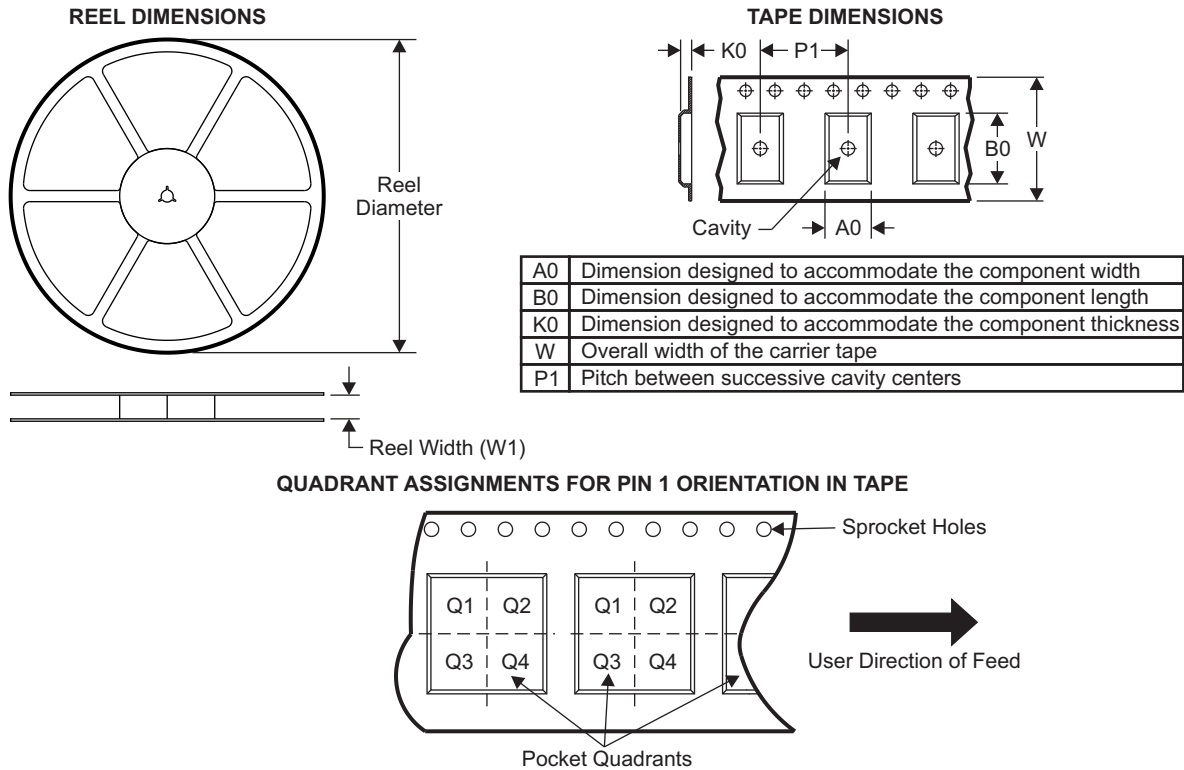 REEL DIMENSIONS
Reel
Diameter
Reel Width (W1)
TAPE DIMENSIONS
K0
P1
B0
W
Cavity
A0
A0 Dimension designed to accommodate the component width
B0 Dimension designed to accommodate the component length
K0 Dimension designed to accommodate the component thickness
W Overall width of the carrier tape
P1 Pitch between successive cavity centers
QUADRANT ASSIGNMENTS FOR PIN 1 ORIENTATION IN TAPE
Sprocket Holes
Q1 Q2 Q1 Q2
Q3 Q4 Q3 Q4
User Direction of Feed
Pocket Quadrants